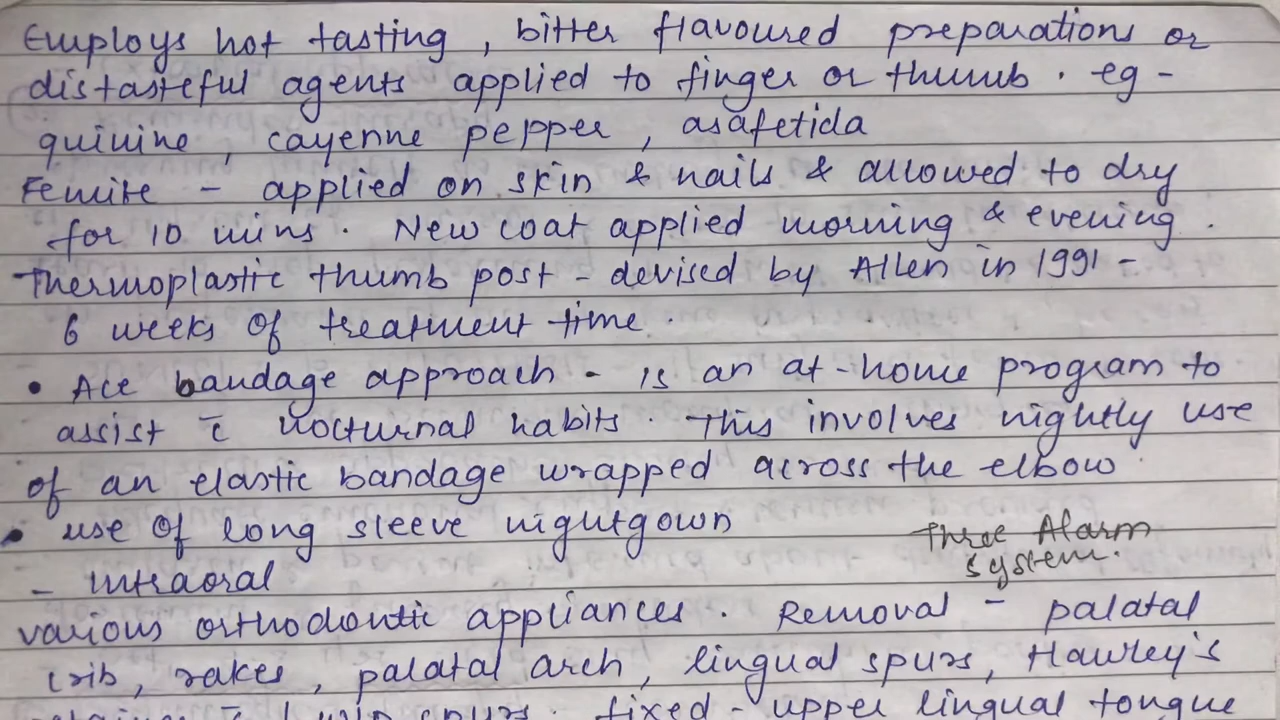 Employs hot tasting, bitter flavoured preparations or
distasteful agents applied to finger or thumb. eg -
quinine, cayenne pepper, asafetida
Femite - applied on skin & nails & allowed to dry
for 10 mins. New coat applied morning & evening.
Thermoplastic thumb post - devised by Allen in 1991 -
6 weeks of treatment time.
• Ace bandage approach - is an at-home program to
assist c̅ nocturnal habits. This involves nightly use
of an elastic bandage wrapped across the elbow.
• use of long sleeve nightgown
Three Alarm
system.
- intraoral
various orthodontic appliances. Removal - palatal
crib, rakes, palatal arch, lingual spurs, Hawley's
spurs. fixed - upper lingual tongue